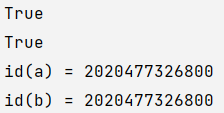 True
True
id(a) = 2020477326800
id(b) = 2020477326800